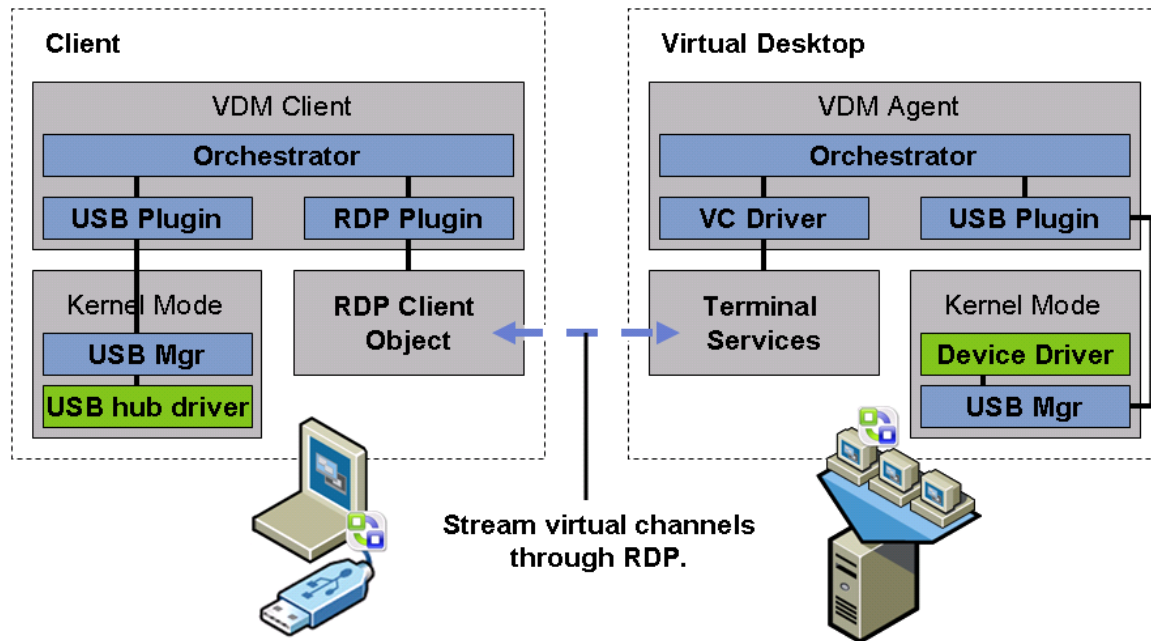 Client
VDM Client
Orchestrator
USB Plugin
RDP Plugin
Kernel Mode
USB Mgr
USB hub driver
RDP Client
Object
Virtual Desktop
VDM Agent
Orchestrator
VC Driver
USB Plugin
Terminal
Services
Kernel Mode
Device Driver
USB Mgr
Stream virtual channels
through RDP.